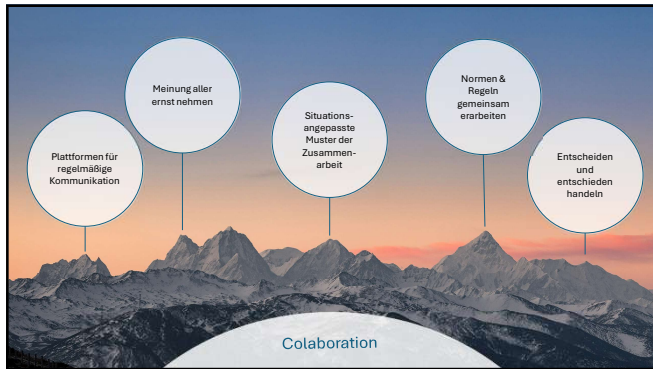 Plattformen für
regelmäßige
Kommunikation
Meinung aller
ernst nehmen
Situations-
angepasste
Muster der
Zusammen-
arbeit
Normen &
Regeln
gemeinsam
erarbeiten
Entscheiden
und
entschieden
handeln
Colaboration